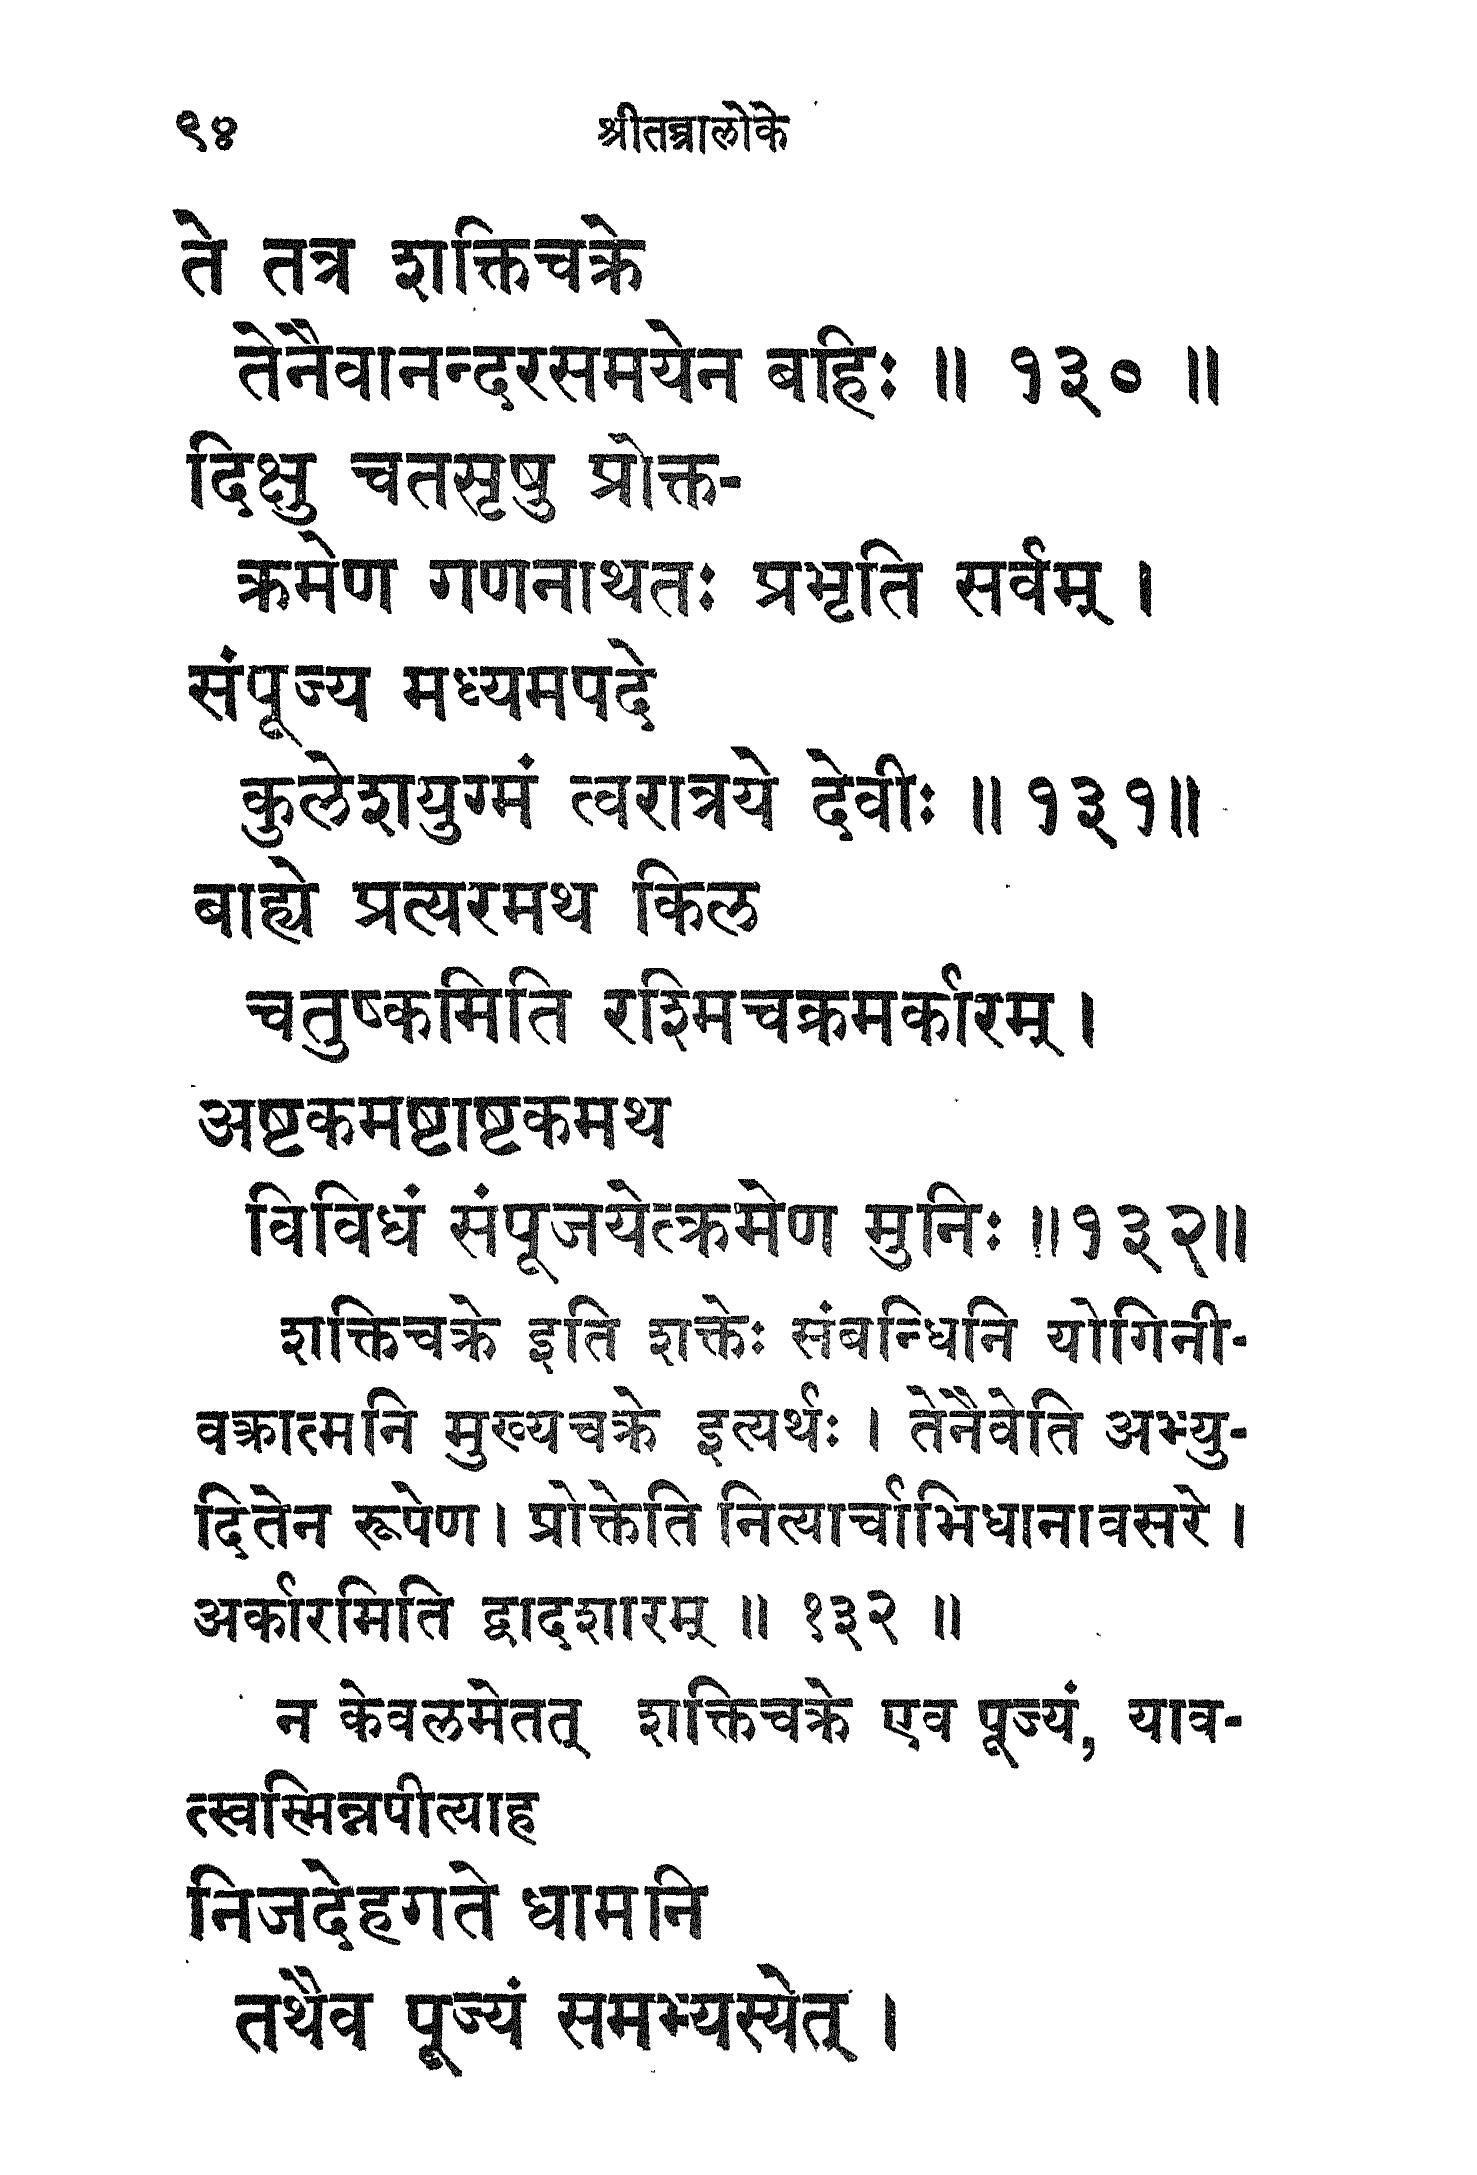 ९४ श्रीतन्त्रालोके
ते तत्र शक्तिचक्रे
तेनैवानन्दरसमयेन बहिः ॥ १३० ॥
दिक्षु चतसृषु प्रोक्त-
क्रमेण गणनाथतः प्रभृति सर्वम् ।
संपूज्य मध्यमपदे
कुलेशयुग्मं त्वरात्रये देवीः ॥ १३१॥
बाह्ये प्रत्यरमथ किल
चतुष्कमिति रश्मिचक्रमर्कारम् ।
अष्टकमष्टाष्टकमथ
विविधं संपूजयेत्क्रमेण मुनिः ॥१३२॥
शक्तिचक्रे इति शक्तेः संबन्धिनि योगिनी-
वक्त्रात्मनि मुख्यचक्रे इत्यर्थः । तेनैवेति अभ्यु-
दितेन रूपेण । प्रोक्तेति नित्यार्चाभिधानावसरे ।
अर्कारमिति द्वादशारम् ॥ १३२ ॥
न केवलमेतत् शक्तिचक्रे एव पूज्यं, याव-
त्स्वस्मिन्नपीत्याह
निजदेहगते धामनि
तथैव पूज्यं समभ्यस्येत् ।